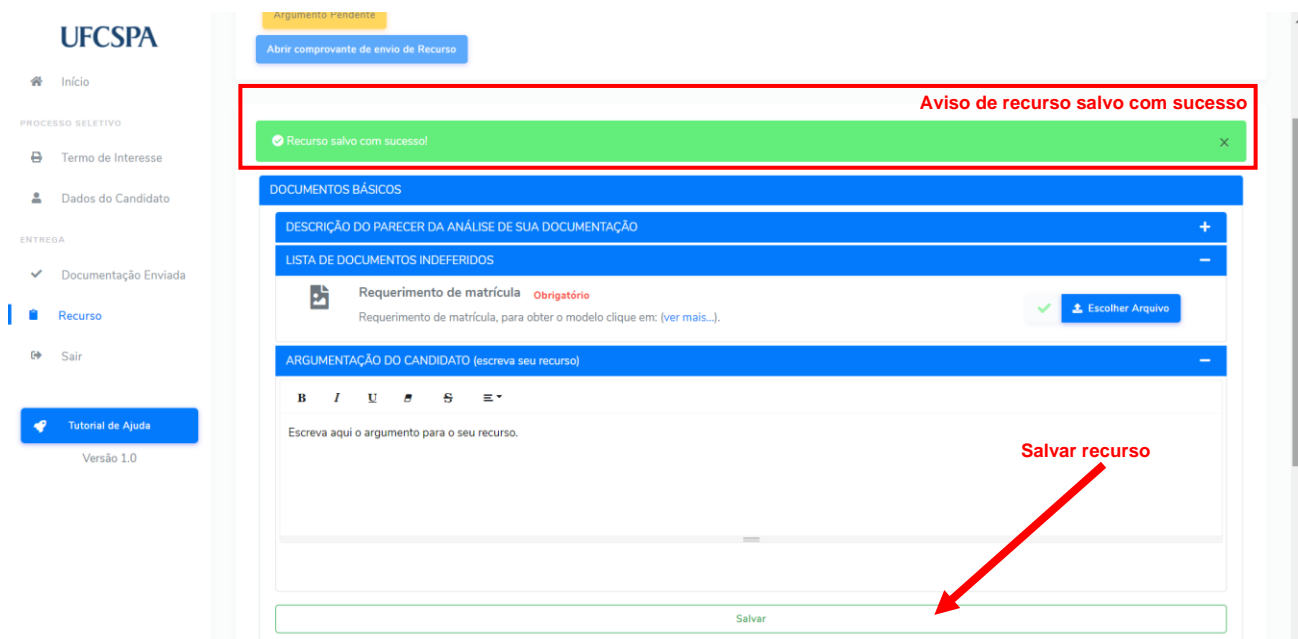 UFCSPA
Início
PROCESSO SELETIVO
Termo de Interesse
Dados do Candidato
ENTREGA
Documentação Enviada
Recurso
Sair
Tutorial de Ajuda
Versão 1.0
Argumento Pendente
Abrir comprovante de envio de Recurso
Aviso de recurso salvo com sucesso
Recurso salvo com sucesso!
×
DOCUMENTOS BÁSICOS
DESCRIÇÃO DO PARECER DA ANÁLISE DE SUA DOCUMENTAÇÃO +
LISTA DE DOCUMENTOS INDEFERIDOS −
Requerimento de matrícula Obrigatório
Requerimento de matrícula, para obter o modelo clique em: (ver mais...).
Escolher Arquivo
ARGUMENTAÇÃO DO CANDIDATO (escreva seu recurso) −
B I U S
Escreva aqui o argumento para o seu recurso.
Salvar recurso
Salvar